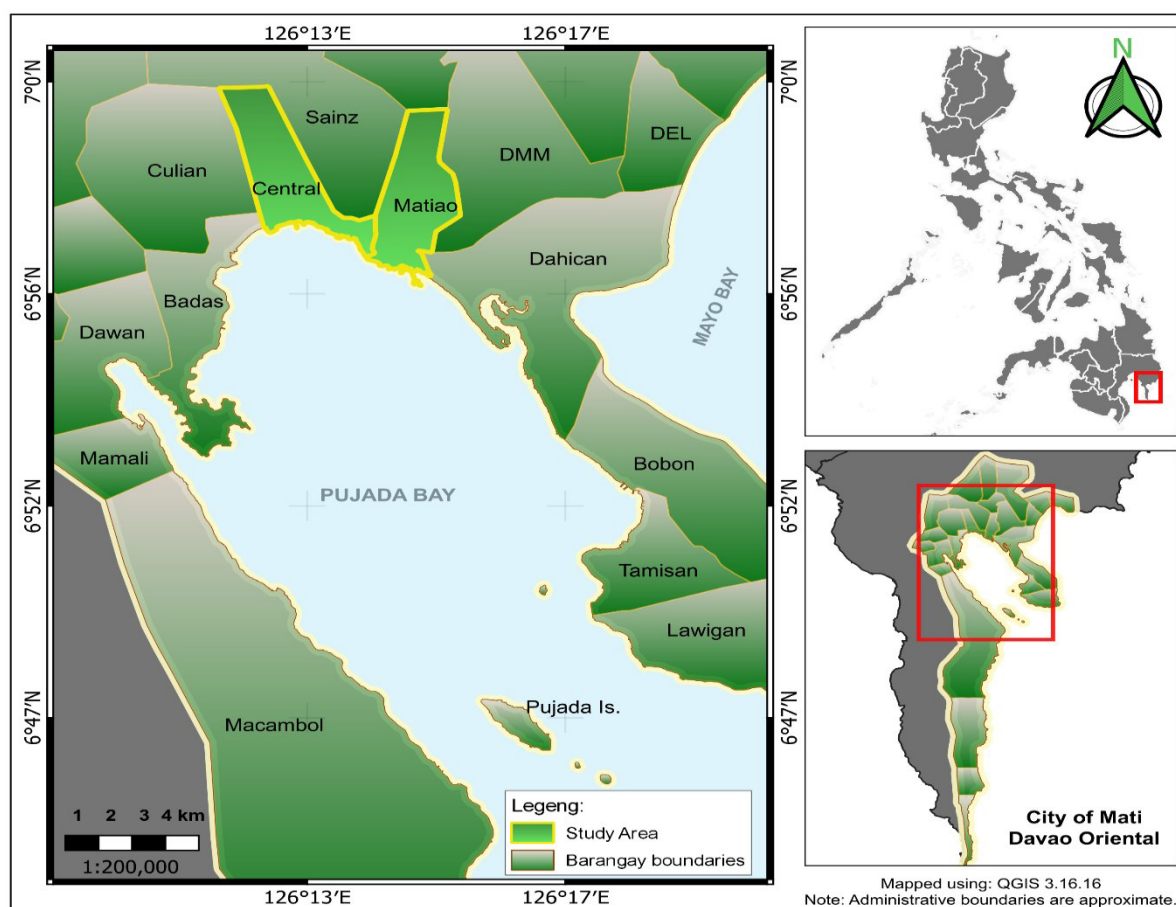 126°13′E
126°17′E
7°0′N
6°56′N
6°52′N
6°47′N
Sainz
DEL
DMM
Culian
Central
Matiao
Dahican
Badas
Dawan
MAYO BAY
Mamali
Bobon
PUJADA BAY
Tamisan
Lawigan
Pujada Is.
Macambol
1 2 3 4 km
1:200,000
Legeng:
Study Area
Barangay boundaries
126°13′E
126°17′E
N
7°0′N
6°56′N
6°52′N
6°47′N
City of Mati
Davao Oriental
Mapped using: QGIS 3.16.16
Note: Administrative boundaries are approximate.